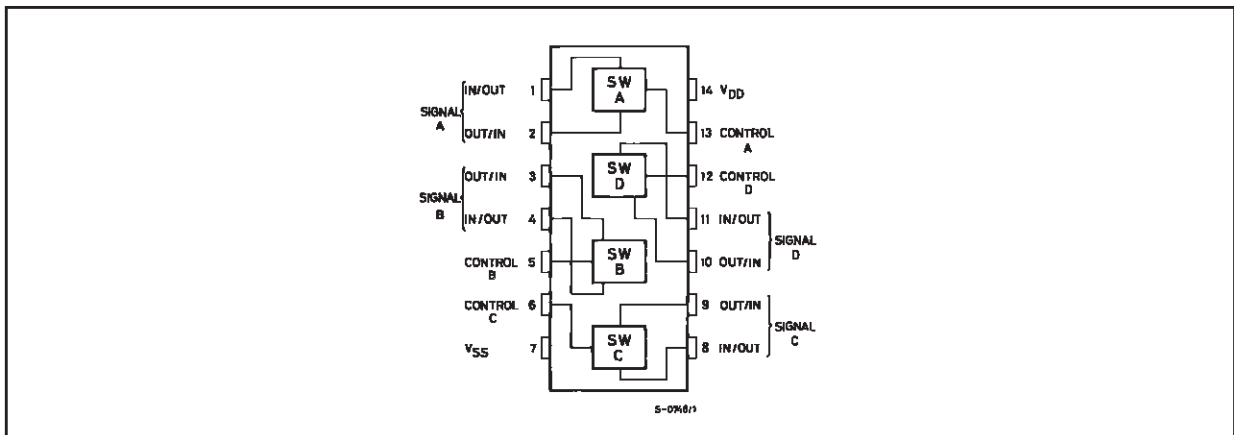 IN/OUT 1
SIGNAL A
OUT/IN 2
OUT/IN 3
SIGNAL B
IN/OUT 4
CONTROL B 5
CONTROL C 6
VSS 7
SW A
SW D
SW B
SW C
14 VDD
13 CONTROL A
12 CONTROL D
11 IN/OUT
SIGNAL D
10 OUT/IN
9 OUT/IN
SIGNAL C
8 IN/OUT